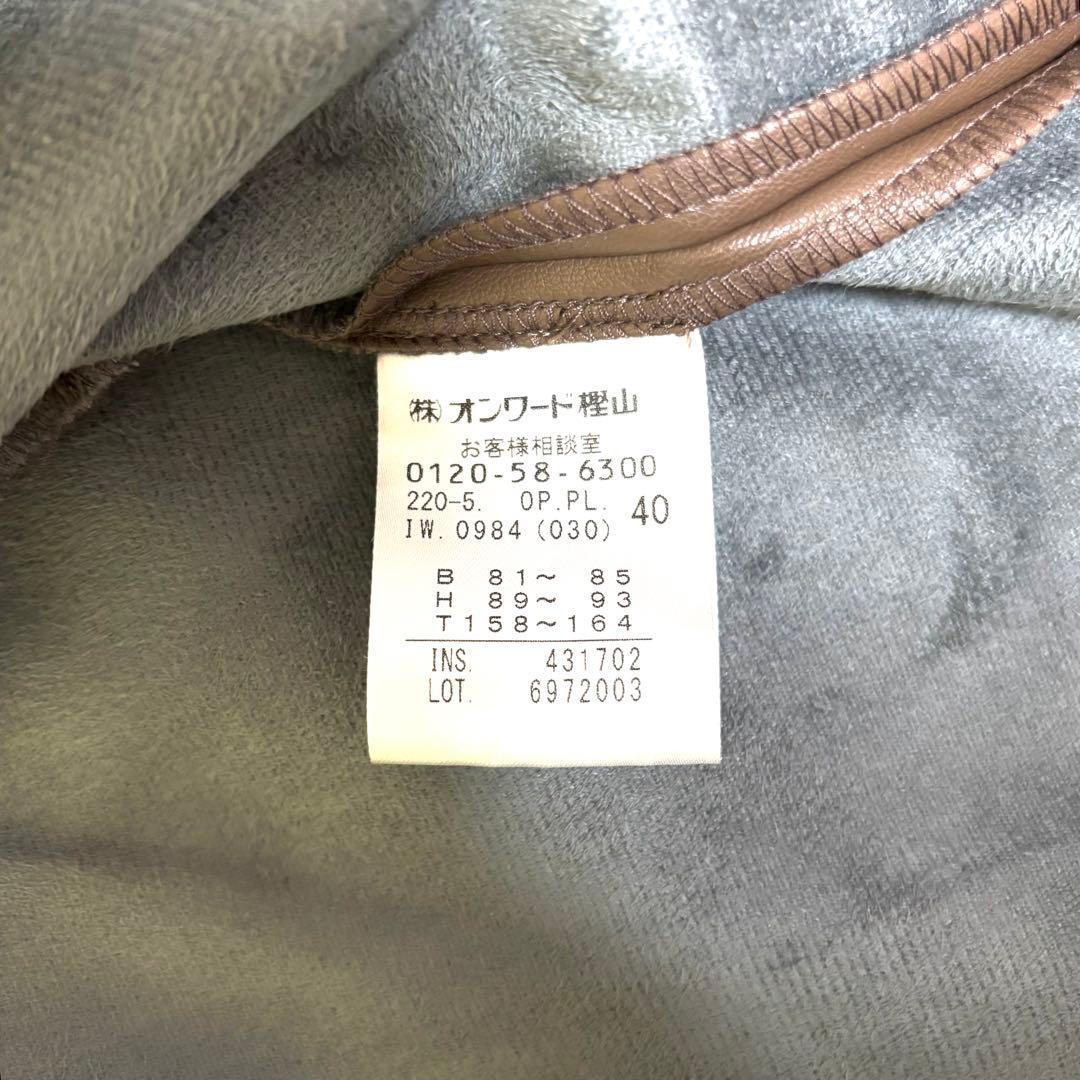 ㈱オンワード樫山
お客様相談室
0120-58-6300
220-5. OP.PL. 40
IW. 0984 (030)
B 81～ 85
H 89～ 93
T158～164
INS. 431702
LOT. 6972003